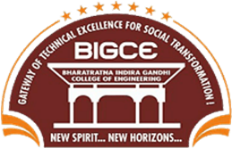 GATEWAY OF TECHNICAL EXCELLENCE FOR SOCIAL TRANSFORMATION !
BIGCE
BHARATRATNA INDIRA GANDHI
COLLEGE OF ENGINEERING
NEW SPIRIT... NEW HORIZONS...